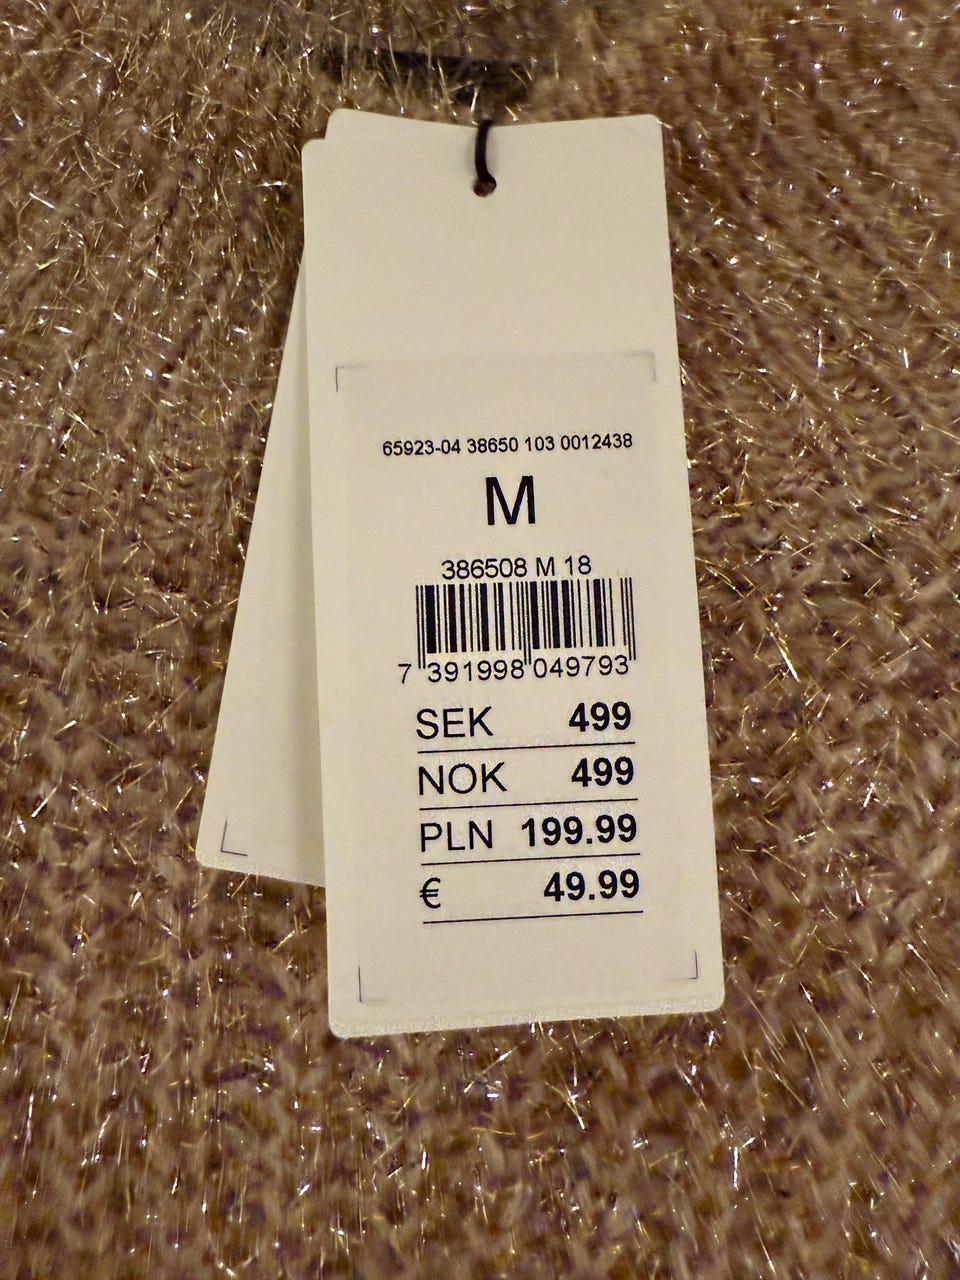 65923-04 38650 103 0012438
M
386508 M 18
7 391998 049793
SEK 499
NOK 499
PLN 199.99
€ 49.99